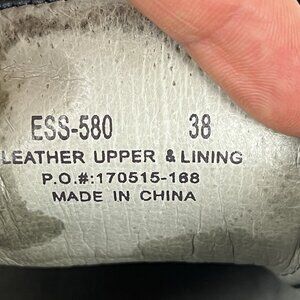 ESS-580 38
LEATHER UPPER & LINING
P.O.#:170515-168
MADE IN CHINA